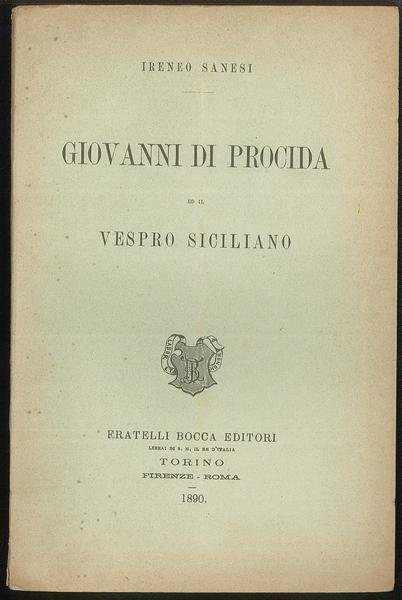 IRENEO SANESI
GIOVANNI DI PROCIDA
ED IL
VESPRO SICILIANO
FRATELLI BOCCA EDITORI
LIBRAI DI S. M. IL RE D'ITALIA
TORINO
FIRENZE - ROMA
1890.